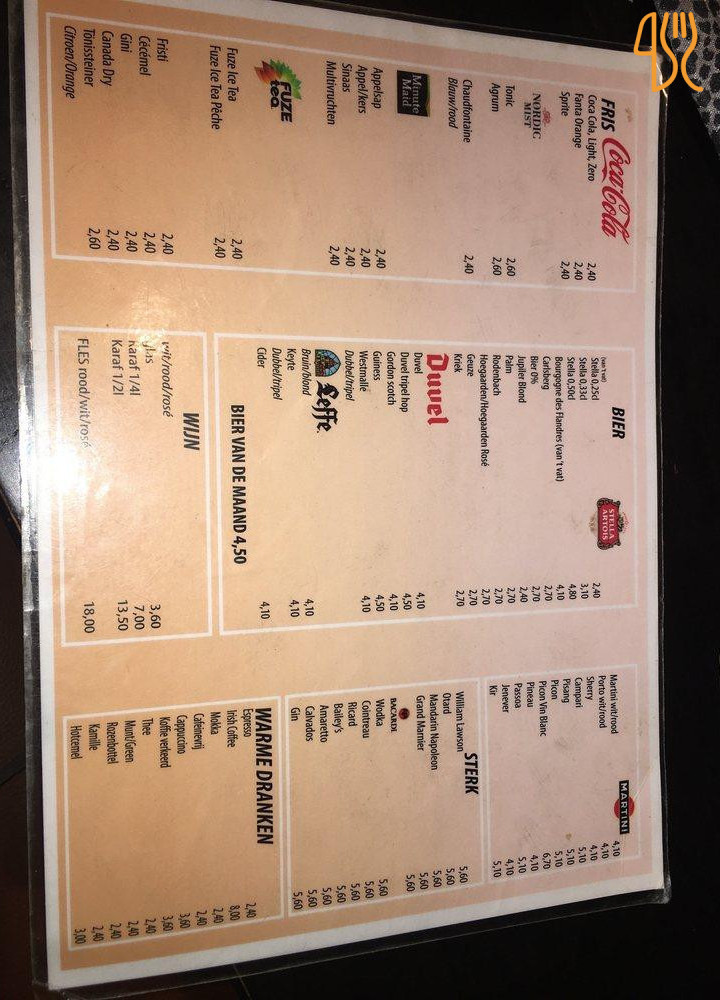 FRIS Coca-Cola
Coca Cola, Light, Zero 2,40
Fanta Orange 2,40
Sprite 2,40
NORDIC MIST
Tonic 2,60
Agrum 2,60
Chaudfontaine
Blauw/rood 2,40
Minute Maid
Appelsap 2,40
Appel/kers 2,40
Sinaas 2,40
Multivruchten 2,40
FUZE tea
Fuze Ice Tea 2,40
Fuze Ice Tea Pêche 2,40
Fristi 2,40
Cécémel 2,40
Gini 2,40
Canada Dry 2,40
Tönissteiner 2,60
Citroen/Orange
BIER
STELLA ARTOIS
(van't vat)
Stella 0,25cl 2,40
Stella 0,33cl 3,10
Stella 0,50cl 4,80
Bourgogne des Flandres (van 't vat) 4,10
Carlsberg 2,70
Bier 0% 2,70
Jupiler Blond 2,40
Palm 2,70
Rodenbach 2,70
Hoegaarden/Hoegaarden Rosé 2,70
Geuze 2,70
Kriek 2,70
Duvel
Duvel 4,10
Duvel tripel hop 4,50
Gordon scotch 4,10
Guinness 4,50
Westmalle 4,10
Dubbel/tripel
Leffe
Bruin/blond 4,10
Keyte 4,10
Dubbel/tripel
Cider 4,10
BIER VAN DE MAAND 4,50
WIJN
wit/rood/rosé
glas 3,60
Karaf 1/4l 7,00
Karaf 1/2l 13,50
FLES rood/wit/rosé 18,00
MARTINI
Martini wit/rood 4,10
Porto wit/rood 4,10
Sherry 4,10
Campari 5,10
Pisang 5,10
Picon 5,10
Picon Vin Blanc 6,70
Pineau 4,10
Passoa 5,10
Jenever 4,10
Kir 5,10
STERK
William Lawson 5,60
Otard 5,60
Mandarin Napoleon 5,60
Grand Marnier 5,60
BACARDI 5,60
Wodka 5,60
Cointreau 5,60
Ricard 5,60
Bailey's 5,60
Amaretto 5,60
Calvados 5,60
Gin 5,60
WARME DRANKEN
Espresso 2,40
Irish Coffee 8,00
Mokka 2,40
Caféinevrij 2,40
Cappuccino 3,60
Koffie verkeerd 3,60
Thee 2,40
Munt/Green 2,40
Rozenbottel 2,40
Kamille 2,40
Hotcemel 3,00